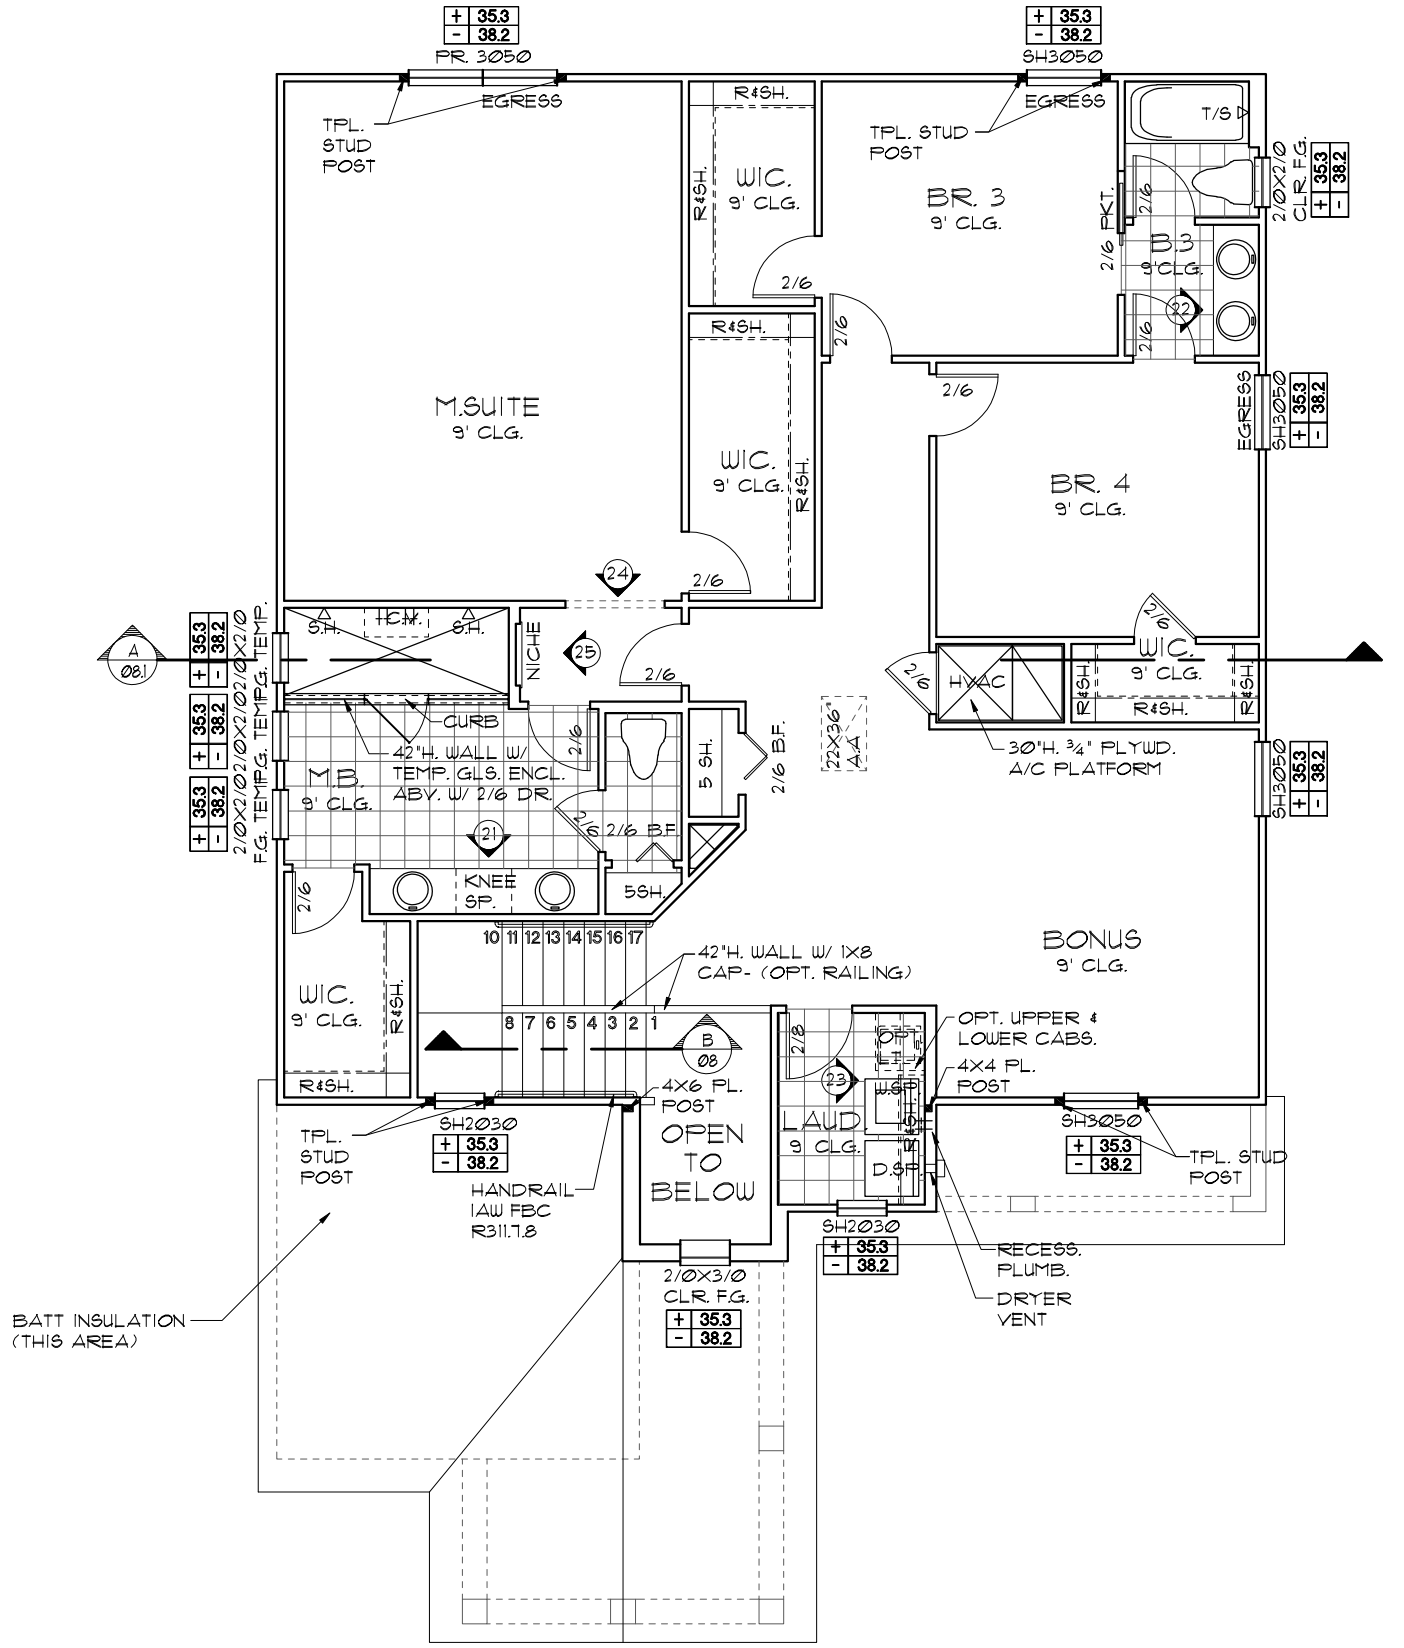 + 35.3
- 38.2
PR. 3050
EGRESS
TPL.
STUD
POST
+ 35.3
- 38.2
SH3050
EGRESS
TPL. STUD
POST
R&SH.
R&SH.
WIC.
9' CLG.
2/6
BR. 3
9' CLG.
2/6
T/S
2/6
PKT.
2/6
B.3
9' CLG.
22
2/6
2/0X2/0
CLR. F.G.
+ 35.3
- 38.2
M.SUITE
9' CLG.
R&SH.
WIC.
9' CLG.
R&SH.
2/6
2/6
BR. 4
9' CLG.
EGRESS
SH3050
+ 35.3
- 38.2
24
25
NICHE
2/6
S.H.
S.H.
A
08.1
+ 35.3
- 38.2
2/0X2/0
F.G. TEMP.
+ 35.3
- 38.2
2/0X2/0
F.G. TEMP.
+ 35.3
- 38.2
2/0X2/0
F.G. TEMP.
CURB
42"H. WALL W/
TEMP. GLS. ENCL.
ABV. W/ 2/6 DR.
M.B.
9' CLG.
2/6
2/6
21
2/6 B.F.
5SH.
KNEE
SP.
5 SH.
2/6 B.F.
22X36"
A.A
2/6
HVAC
30"H. 3/4" PLYWD.
A/C PLATFORM
2/6
WIC.
9' CLG.
R&SH.
R&SH.
R&SH.
SH3050
+ 35.3
- 38.2
BONUS
9' CLG.
2/6
WIC.
9' CLG.
R&SH.
R&SH.
10 11 12 13 14 15 16 17
42"H. WALL W/ 1X8
CAP- (OPT. RAILING)
8 7 6 5 4 3 2 1
B
08
4X6 PL.
POST
OPEN
TO
BELOW
2/8
23
LAUD.
9' CLG.
OPT.
R&SH.
D.SP.
OPT. UPPER &
LOWER CABS.
4X4 PL.
POST
SH2030
+ 35.3
- 38.2
TPL.
STUD
POST
HANDRAIL
IAW FBC
R311.7.8
SH3050
+ 35.3
- 38.2
TPL. STUD
POST
SH2030
+ 35.3
- 38.2
RECESS.
PLUMB.
DRYER
VENT
2/0X3/0
CLR. F.G.
+ 35.3
- 38.2
BATT INSULATION
(THIS AREA)